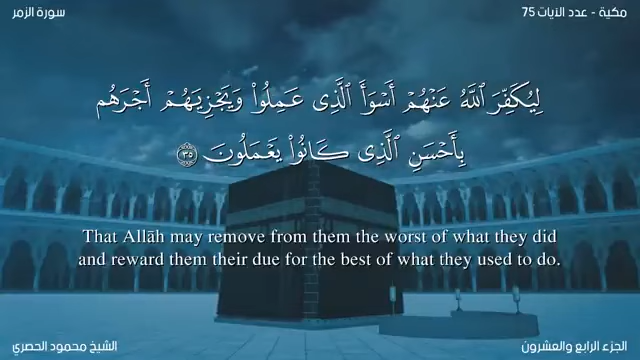 مكية - عدد الآيات 75
سورة الزمر
لِيُكَفِّرَ ٱللَّهُ عَنْهُمْ أَسْوَأَ ٱلَّذِى عَمِلُوا۟ وَيَجْزِيَهُمْ أَجْرَهُم
بِأَحْسَنِ ٱلَّذِى كَانُوا۟ يَعْمَلُونَ ٣٥
That Allāh may remove from them the worst of what they did
and reward them their due for the best of what they used to do.
الجزء الرابع والعشرون
الشيخ محمود الحصري